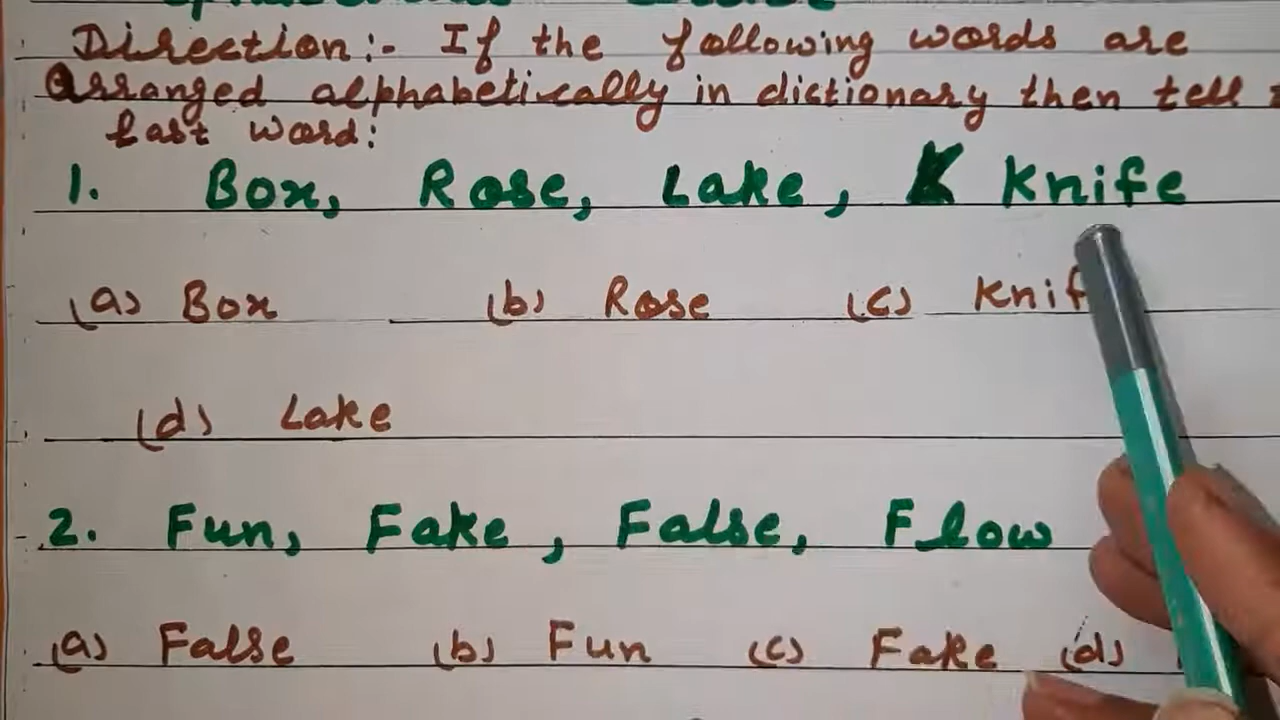 Direction:- If the following words are
Arranged alphabetically in dictionary then tell
last word:
1. Box, Rose, Lake, Knife
(a) Box (b) Rose (c) Knif
(d) Lake
2. Fun, Fake, False, Flow
(a) False (b) Fun (c) Fake (d)